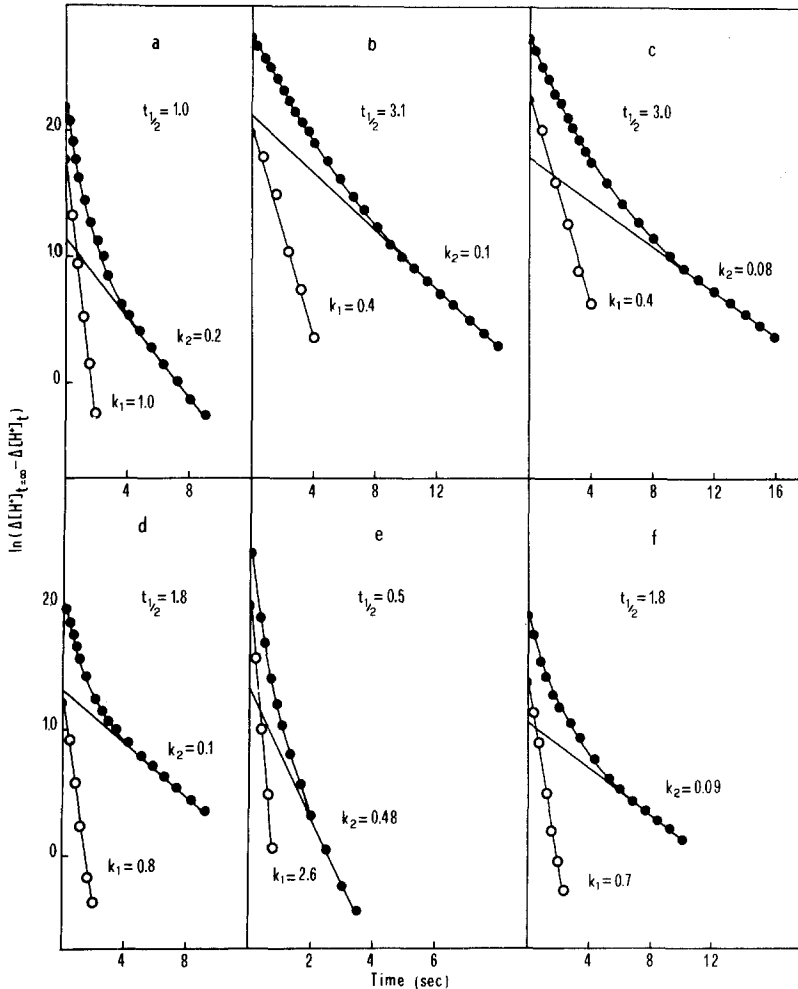 a
b
c
t1/2 = 1.0
t1/2 = 3.1
t1/2 = 3.0
2.0
1.0
0
k2 = 0.2
k1 = 1.0
k2 = 0.1
k1 = 0.4
k2 = 0.08
k1 = 0.4
4
8
4
12
4
8
12
16
ln(Δ[H+]t=∞ - Δ[H+]t)
d
e
f
t1/2 = 1.8
t1/2 = 0.5
t1/2 = 1.8
2.0
1.0
0
k2 = 0.1
k1 = 0.8
k2 = 0.48
k1 = 2.6
k2 = 0.09
k1 = 0.7
4
8
2
6
4
12
Time (sec)